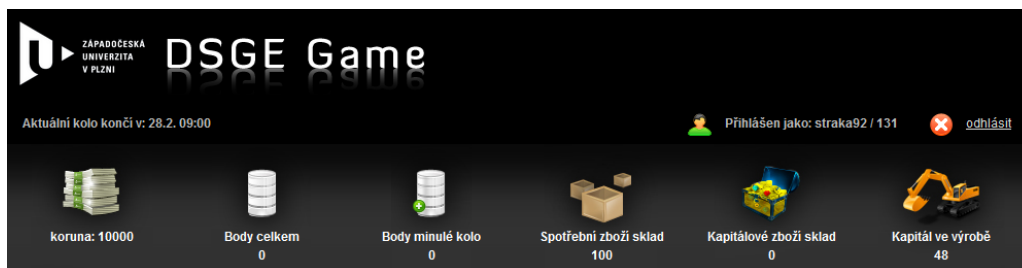 ZÁPADOČESKÁ
UNIVERZITA
V PLZNI
DSGE Game
Aktuální kolo končí v: 28.2. 09:00
Přihlášen jako: straka92 / 131
odhlásit
koruna: 10000
Body celkem
0
Body minulé kolo
0
Spotřební zboží sklad
100
Kapitálové zboží sklad
0
Kapitál ve výrobě
48